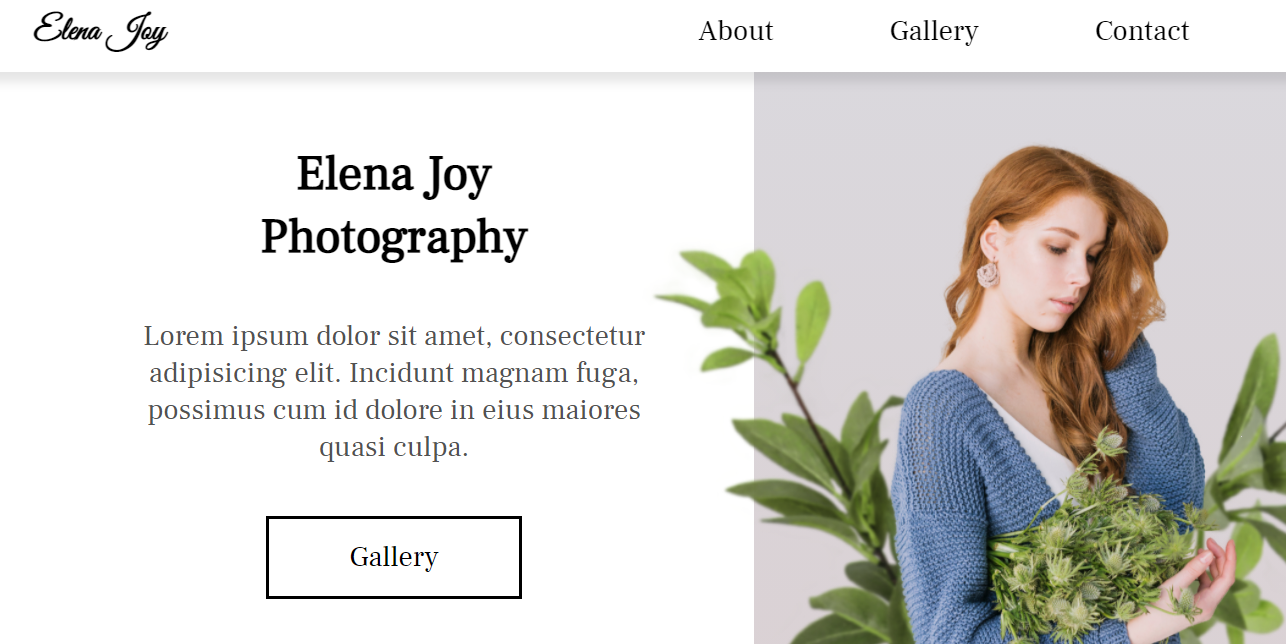 Elena Joy
About Gallery Contact
Elena Joy
Photography
Lorem ipsum dolor sit amet, consectetur
adipisicing elit. Incidunt magnam fuga,
possimus cum id dolore in eius maiores
quasi culpa.
Gallery